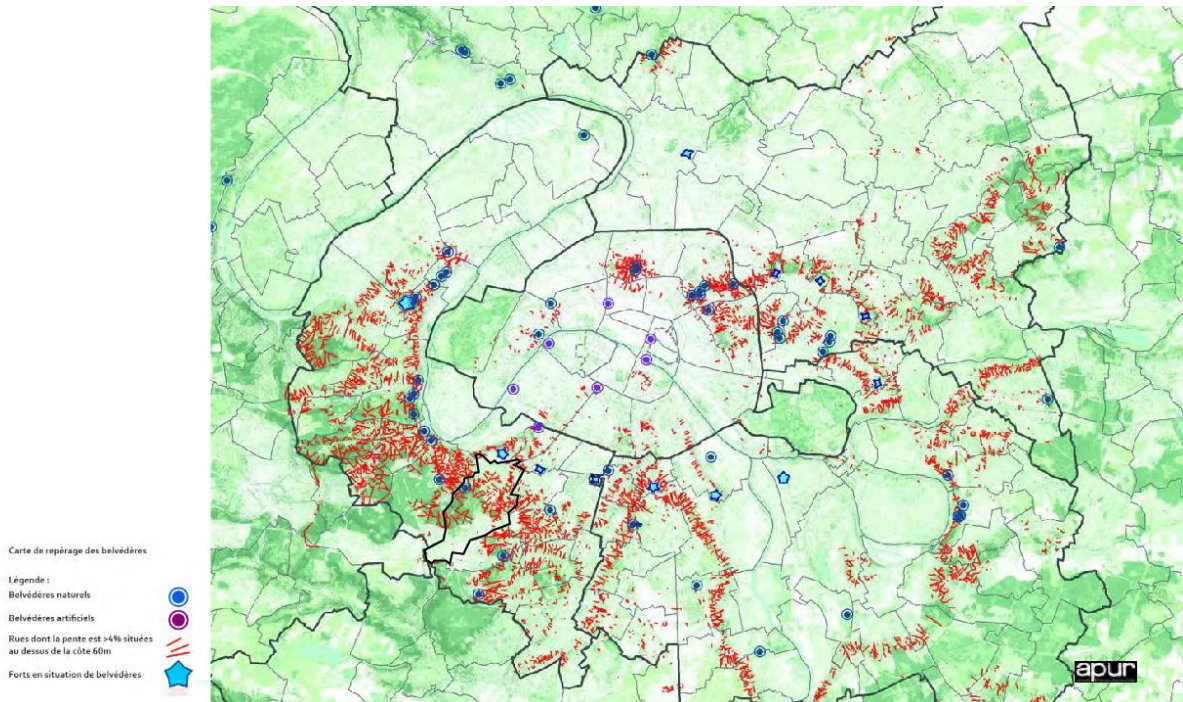 Carte de repérage des belvédères
Légende :
Belvédères naturels
Belvédères artificiels
Rues dont la pente est >4% situées
au dessus de la côte 60m
Forts en situation de belvédères
apur